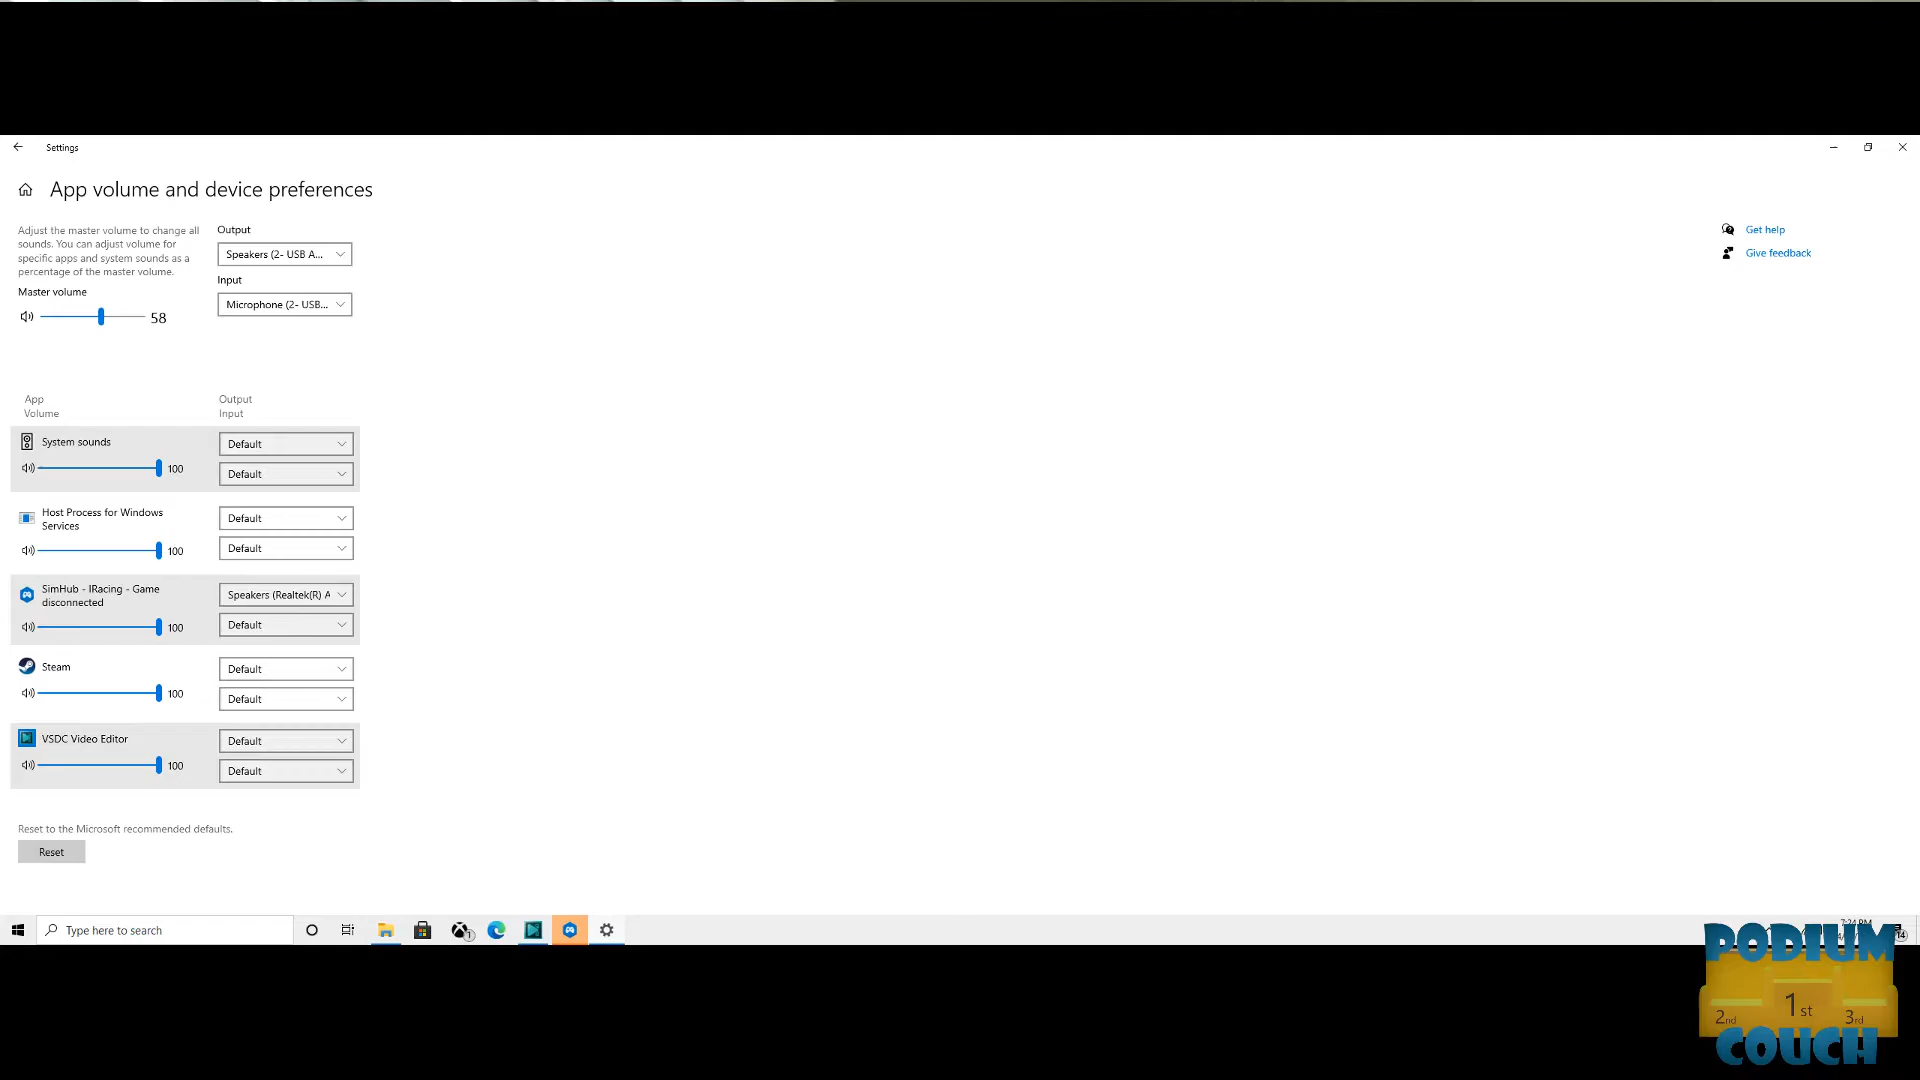 Settings
App volume and device preferences
Adjust the master volume to change all
sounds. You can adjust volume for
specific apps and system sounds as a
percentage of the master volume.
Master volume
58
Output
Speakers (2- USB A...
Input
Microphone (2- USB...
Get help
Give feedback
App
Volume
Output
Input
System sounds
100
Default
Default
Host Process for Windows
Services
100
Default
Default
SimHub - IRacing - Game
disconnected
100
Speakers (Realtek(R) A
Default
Steam
100
Default
Default
VSDC Video Editor
100
Default
Default
Reset to the Microsoft recommended defaults.
Reset
Type here to search
1
7:24 PM
14
PODIUM
1st
2nd
3rd
COUCH